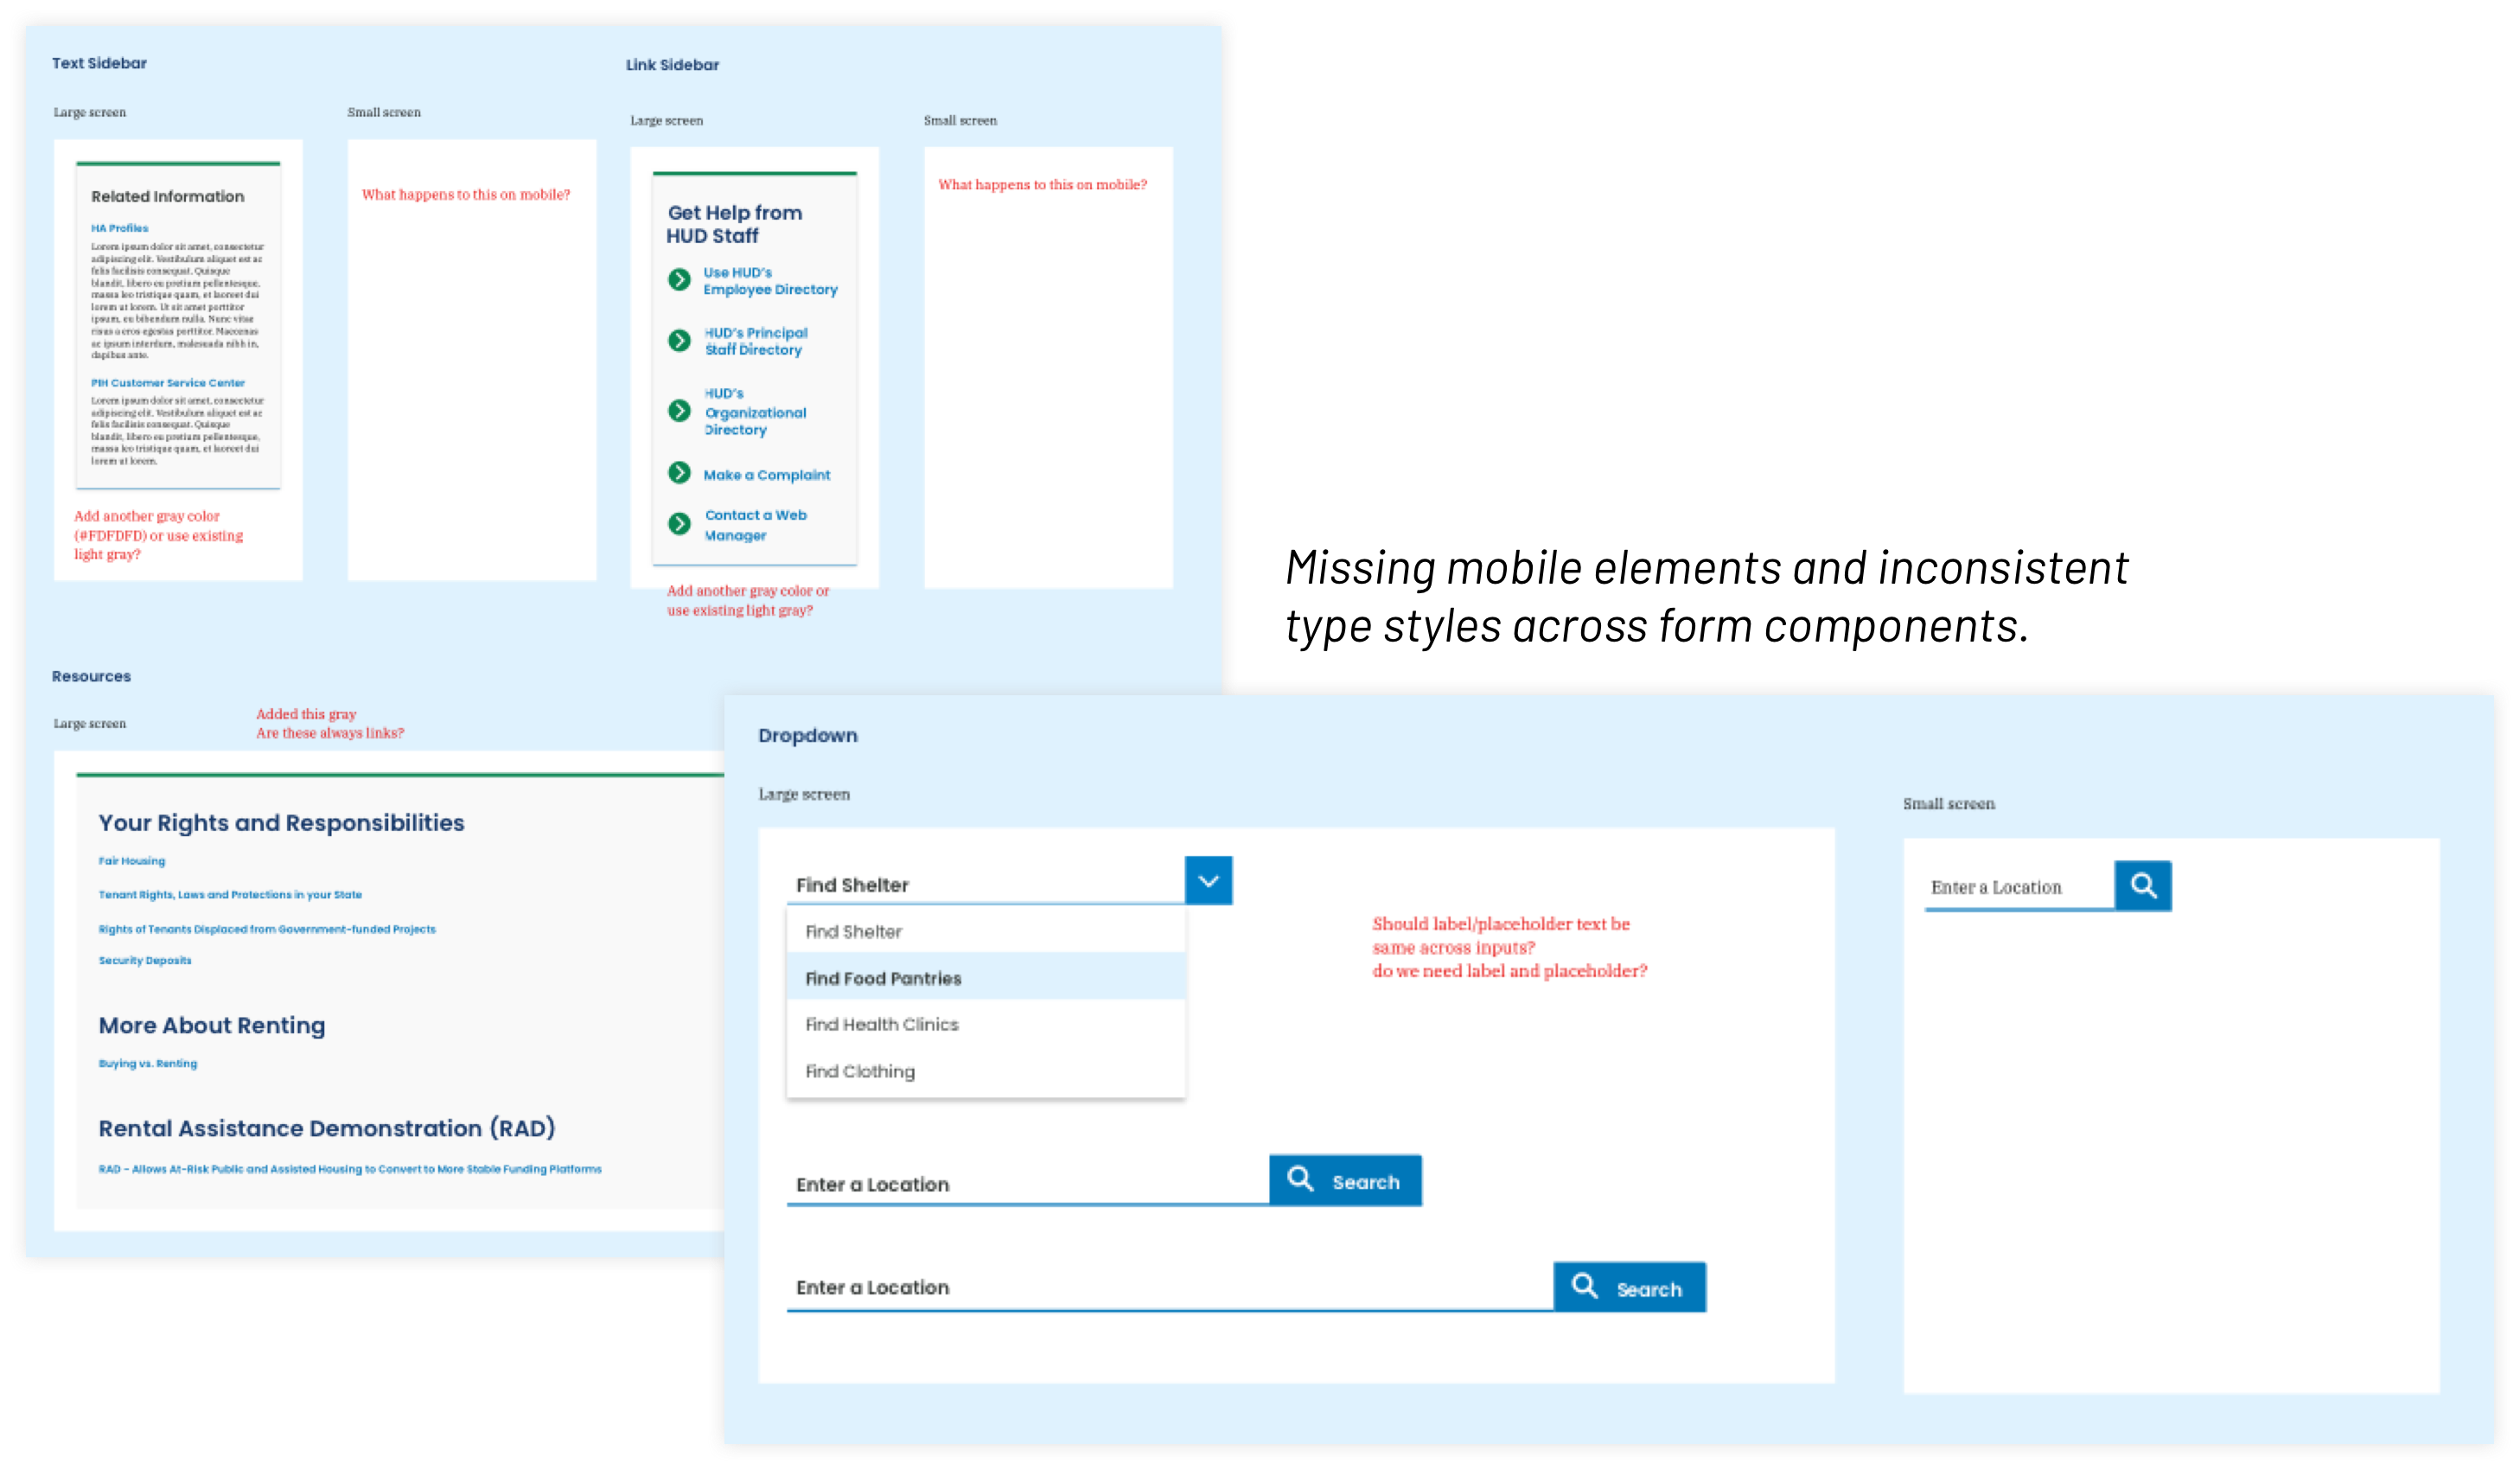 Text Sidebar
Large screen
Related Information
HA Profiles
Lorem ipsum dolor sit amet, consectetur
adipiscing elit. Vestibulum aliquet est ac
felis facilisis consequat. Quisque
blandit, libero eu pretium pellentesque,
massa leo tristique quam, et laoreet dui
lorem ut lorem. Ut sit amet porttitor
ipsum, eu bibendum nulla. Nunc vitae
risus a eros egestas porttitor. Maecenas
ac ipsum interdum, malesuada nibh in,
dapibus ante.
PIH Customer Service Center
Lorem ipsum dolor sit amet, consectetur
adipiscing elit. Vestibulum aliquet est ac
felis facilisis consequat. Quisque
blandit, libero eu pretium pellentesque,
massa leo tristique quam, et laoreet dui
lorem ut lorem.
Add another gray color
(#FDFDFD) or use existing
light gray?
Small screen
What happens to this on mobile?
Link Sidebar
Large screen
Get Help from
HUD Staff
Use HUD's
Employee Directory
HUD's Principal
Staff Directory
HUD's
Organizational
Directory
Make a Complaint
Contact a Web
Manager
Add another gray color or
use existing light gray?
Small screen
What happens to this on mobile?
Missing mobile elements and inconsistent
type styles across form components.
Resources
Large screen
Added this gray
Are these always links?
Your Rights and Responsibilities
Fair Housing
Tenant Rights, Laws and Protections in your State
Rights of Tenants Displaced from Government-funded Projects
Security Deposits
More About Renting
Buying vs. Renting
Rental Assistance Demonstration (RAD)
RAD - Allows At-Risk Public and Assisted Housing to Convert to More Stable Funding Platforms
Dropdown
Large screen
Find Shelter
Find Shelter
Find Food Pantries
Find Health Clinics
Find Clothing
Should label/placeholder text be
same across inputs?
do we need label and placeholder?
Enter a Location
Search
Enter a Location
Search
Small screen
Enter a Location